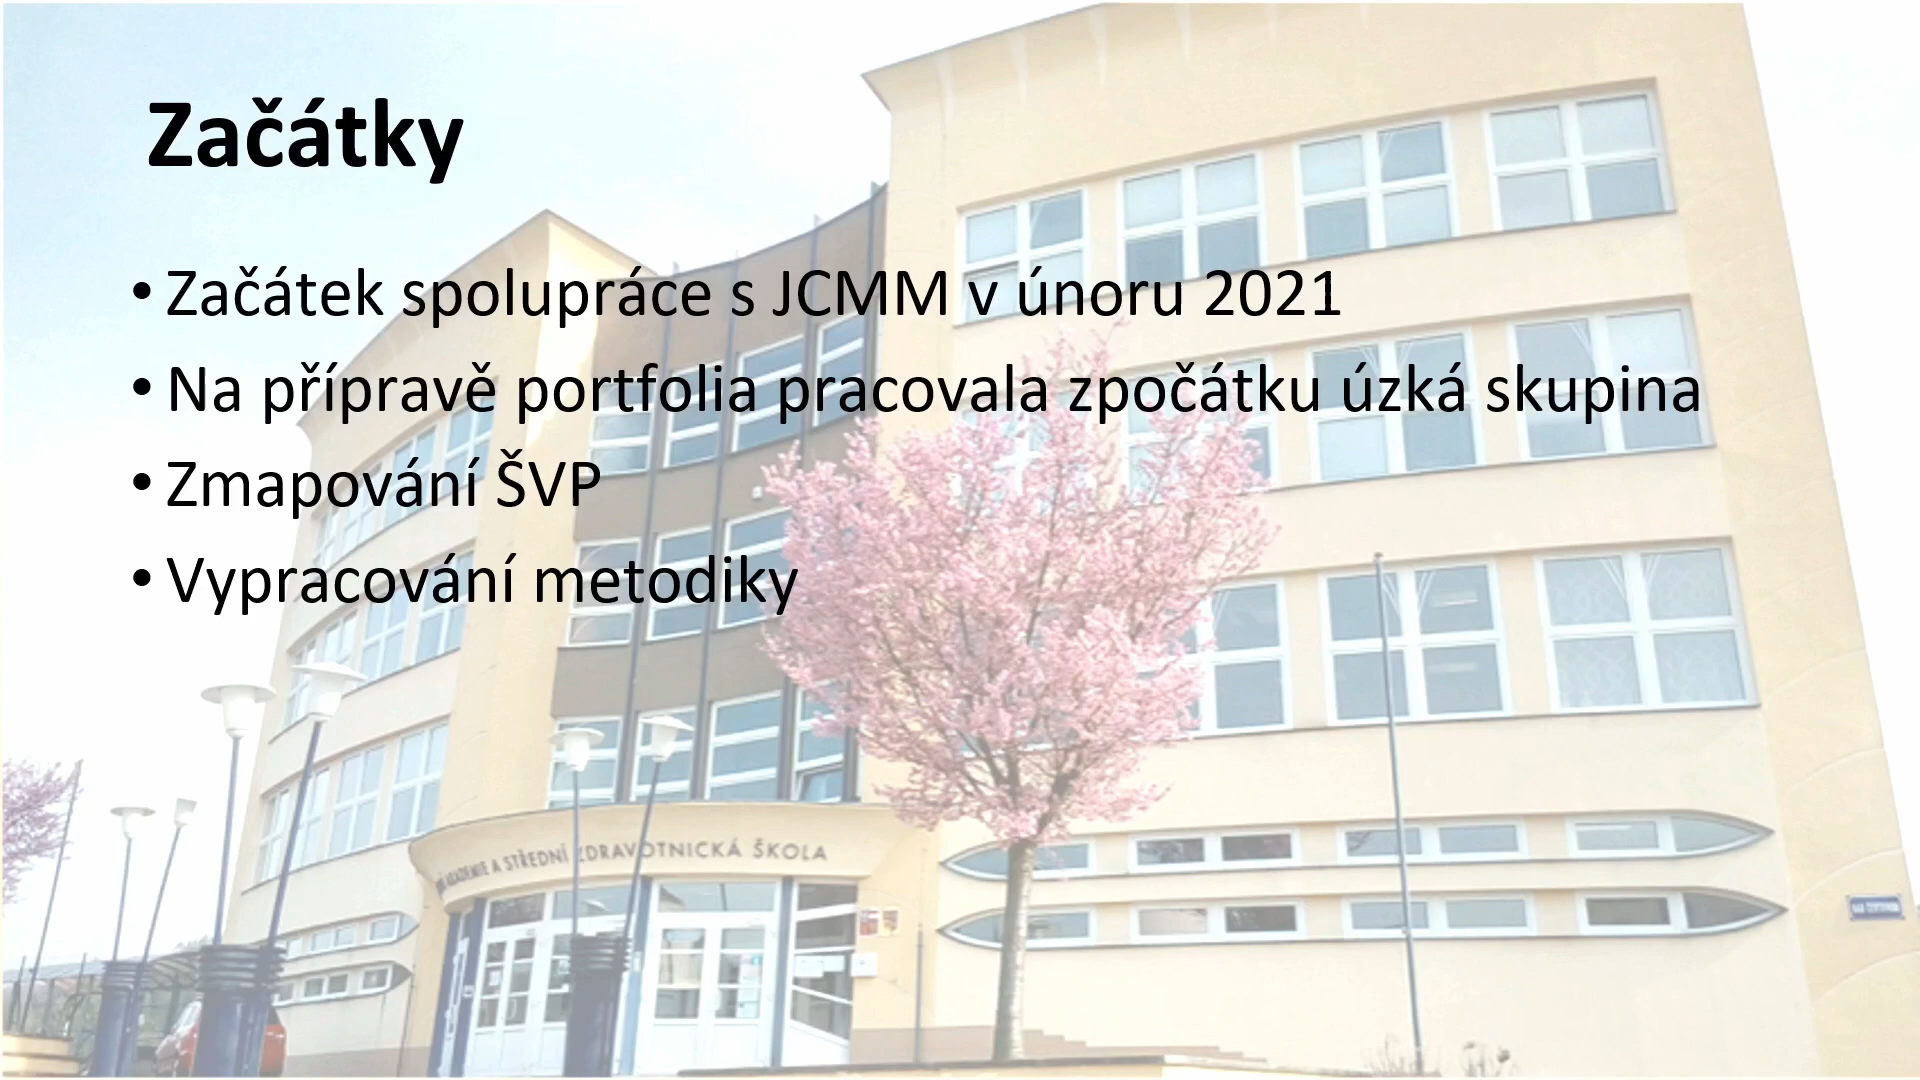 Začátky
• Začátek spolupráce s JCMM v únoru 2021
• Na přípravě portfolia pracovala zpočátku úzká skupina
• Zmapování ŠVP
• Vypracování metodiky
AKADEMIE A STŘEDNÍ ZDRAVOTNICKÁ ŠKOLA